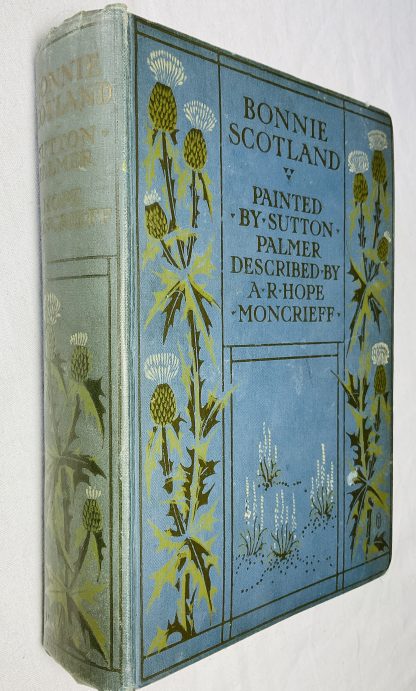 BONNIE
SCOTLAND
SUTTON
PALMER
HOPE
MONCRIEFF
BONNIE
SCOTLAND
PAINTED
·BY·SUTTON·
PALMER
DESCRIBED·BY
A·R·HOPE
·MONCRIEFF·